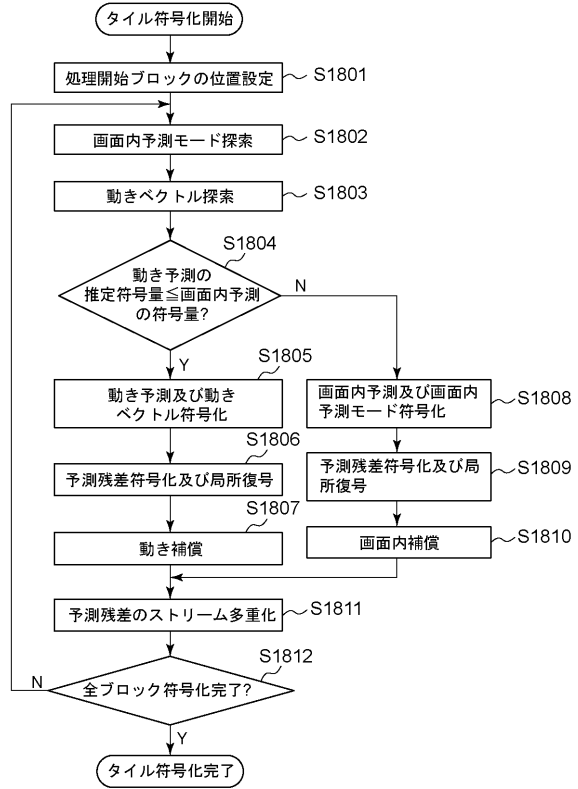 タイル符号化開始
処理開始ブロックの位置設定
S1801
画面内予測モード探索
S1802
動きベクトル探索
S1803
S1804
動き予測の
推定符号量≦画面内予測
の符号量?
N
Y
S1805
動き予測及び動き
ベクトル符号化
画面内予測及び画面内
予測モード符号化
S1808
S1806
予測残差符号化及び局所復号
予測残差符号化及び局
所復号
S1809
S1807
動き補償
画面内補償
S1810
予測残差のストリーム多重化
S1811
S1812
全ブロック符号化完了?
N
Y
タイル符号化完了